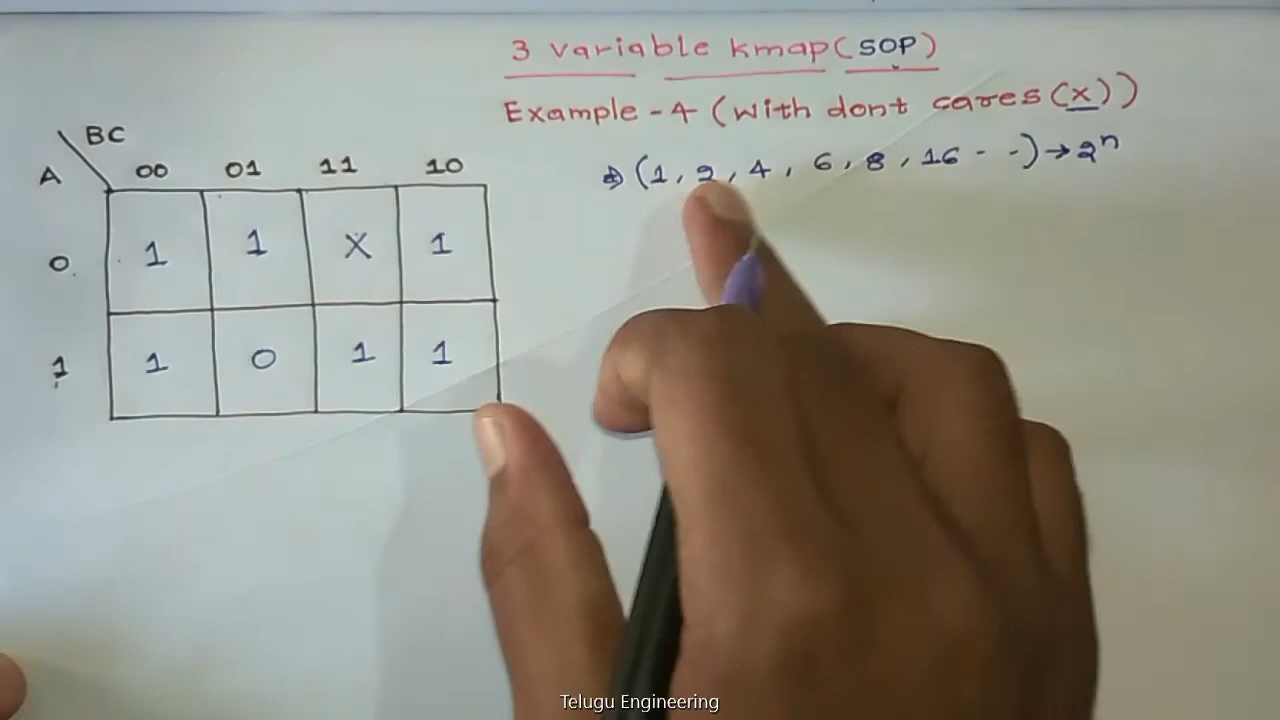 3 variable kmap(SOP)
Example-4 (with dont cares(x))
⇒ (1, 2, 4, 6, 8, 16 - -) → 2ⁿ
BC
A 00 01 11 10
0 1 1 X 1
1 1 0 1 1
Telugu Engineering